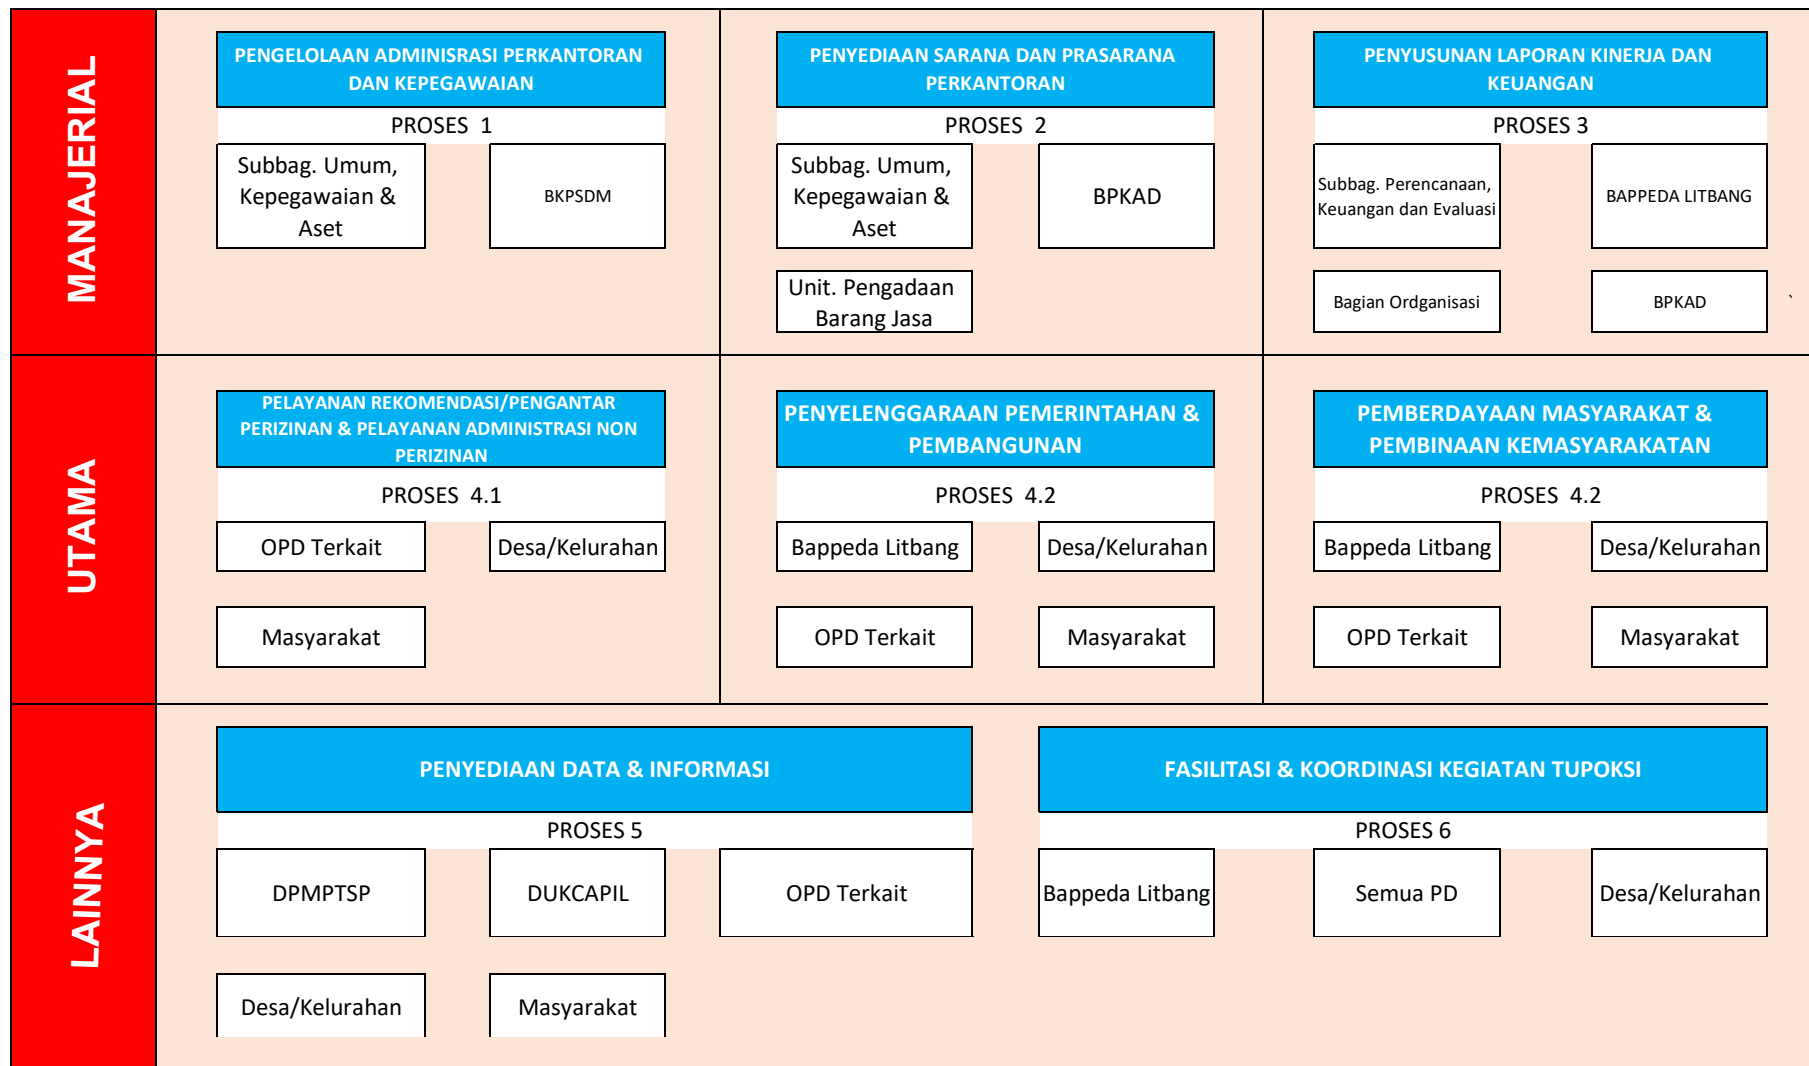 MANAJERIAL
PENGELOLAAN ADMINISRASI PERKANTORAN
DAN KEPEGAWAIAN
PROSES 1
Subbag. Umum,
Kepegawaian &
Aset
BKPSDM
PENYEDIAAN SARANA DAN PRASARANA
PERKANTORAN
PROSES 2
Subbag. Umum,
Kepegawaian &
Aset
BPKAD
Unit. Pengadaan
Barang Jasa
PENYUSUNAN LAPORAN KINERJA DAN
KEUANGAN
PROSES 3
Subbag. Perencanaan,
Keuangan dan Evaluasi
BAPPEDA LITBANG
Bagian Ordganisasi
BPKAD
`
UTAMA
PELAYANAN REKOMENDASI/PENGANTAR
PERIZINAN & PELAYANAN ADMINISTRASI NON
PERIZINAN
PROSES 4.1
OPD Terkait
Desa/Kelurahan
Masyarakat
PENYELENGGARAAN PEMERINTAHAN &
PEMBANGUNAN
PROSES 4.2
Bappeda Litbang
Desa/Kelurahan
OPD Terkait
Masyarakat
PEMBERDAYAAN MASYARAKAT &
PEMBINAAN KEMASYARAKATAN
PROSES 4.2
Bappeda Litbang
Desa/Kelurahan
OPD Terkait
Masyarakat
LAINNYA
PENYEDIAAN DATA & INFORMASI
PROSES 5
DPMPTSP
DUKCAPIL
OPD Terkait
Desa/Kelurahan
Masyarakat
FASILITASI & KOORDINASI KEGIATAN TUPOKSI
PROSES 6
Bappeda Litbang
Semua PD
Desa/Kelurahan